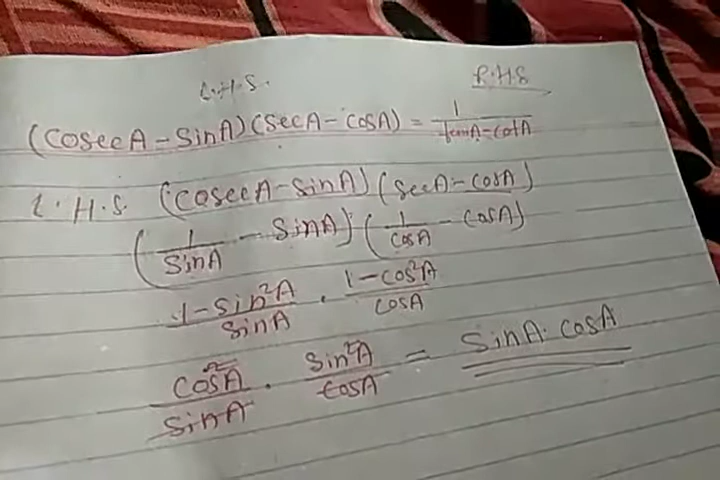 L.H.S. R.H.S
(CosecA - SinA) (SecA - CosA) = 1/(tanA - CotA)
L.H.S. (CosecA - SinA) (SecA - CosA)
(1/SinA - SinA) (1/CosA - CosA)
1 - Sin²A/SinA . 1 - Cos²A/CosA
Cos²A/SinA . Sin²A/CosA = SinA. CosA